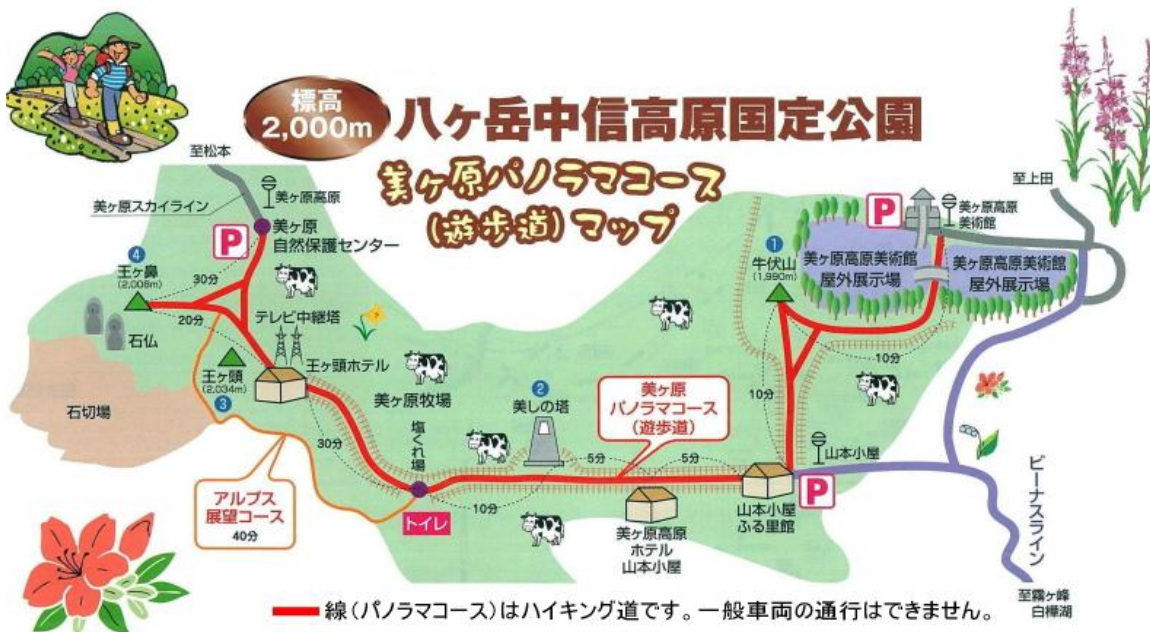 標高
2,000m
八ヶ岳中信高原国定公園
美ヶ原パノラマコース
(遊歩道)マップ
至松本
美ヶ原高原
美ヶ原スカイライン
P
美ヶ原
自然保護センター
4
王ヶ鼻
(2,008m)
30分
20分
石仏
テレビ中継塔
王ヶ頭ホテル
王ヶ頭
(2,034m)
3
石切場
美ヶ原牧場
塩くれ場
30分
アルプス
展望コース
40分
トイレ
10分
2
美しの塔
5分
美ヶ原
パノラマコース
(遊歩道)
5分
美ヶ原高原
ホテル
山本小屋
山本小屋
ふる里館
P
山本小屋
10分
10分
1
牛伏山
(1,990m)
P
美ヶ原高原
美術館
美ヶ原高原美術館
屋外展示場
美ヶ原高原美術館
屋外展示場
至上田
ビーナスライン
至霧ヶ峰
白樺湖
線(パノラマコース)はハイキング道です。一般車両の通行はできません。